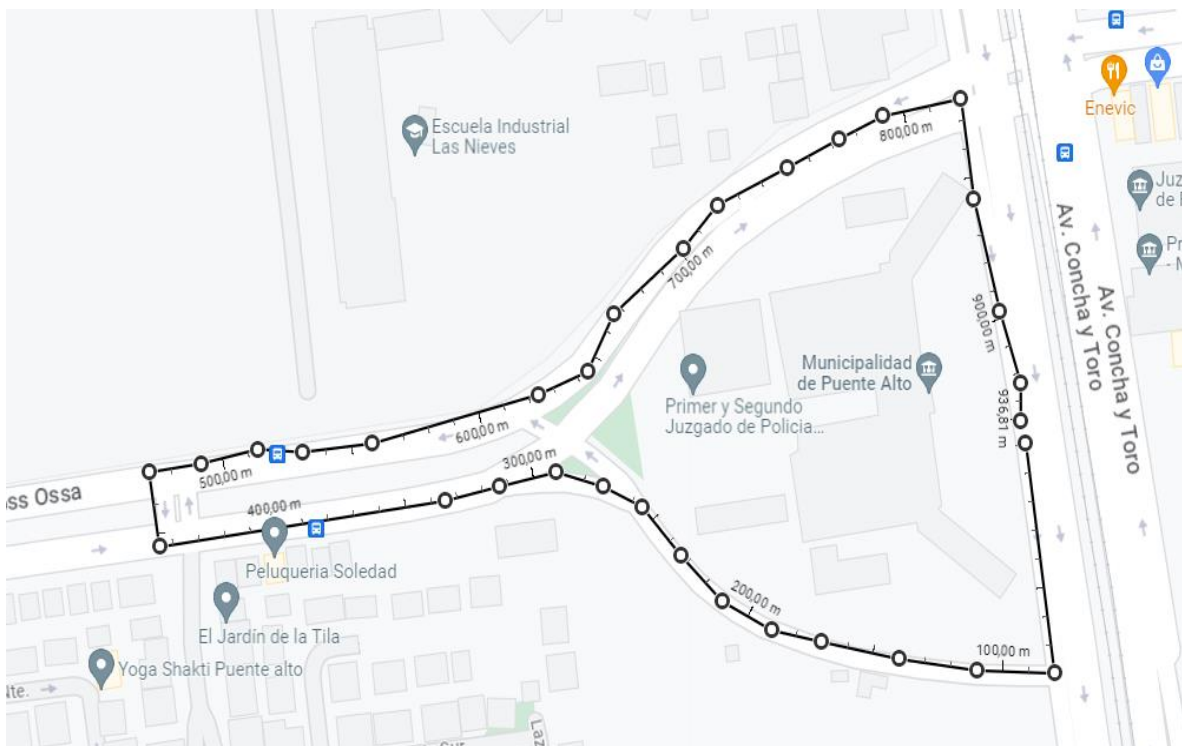 Enevic
Escuela Industrial
Las Nieves
800,00 m
Juz
de P
Av. Concha y Toro
Pr
- M
700,00 m
Av. Concha y Toro
900,00 m
Municipalidad
de Puente Alto
936,81 m
Primer y Segundo
Juzgado de Policia...
600,00 m
500,00 m
300,00 m
ss Ossa
400,00 m
Peluqueria Soledad
200,00 m
El Jardín de la Tila
100,00 m
Yoga Shakti Puente alto
nte.
Laz